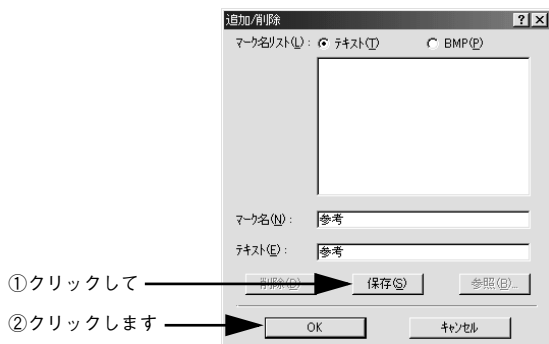 追加/削除
マーク名リスト(L): テキスト(T) BMP(P)
マーク名(N): 参考
テキスト(E): 参考
①クリックして 削除(D) 保存(S) 参照(B)...
②クリックします OK キャンセル